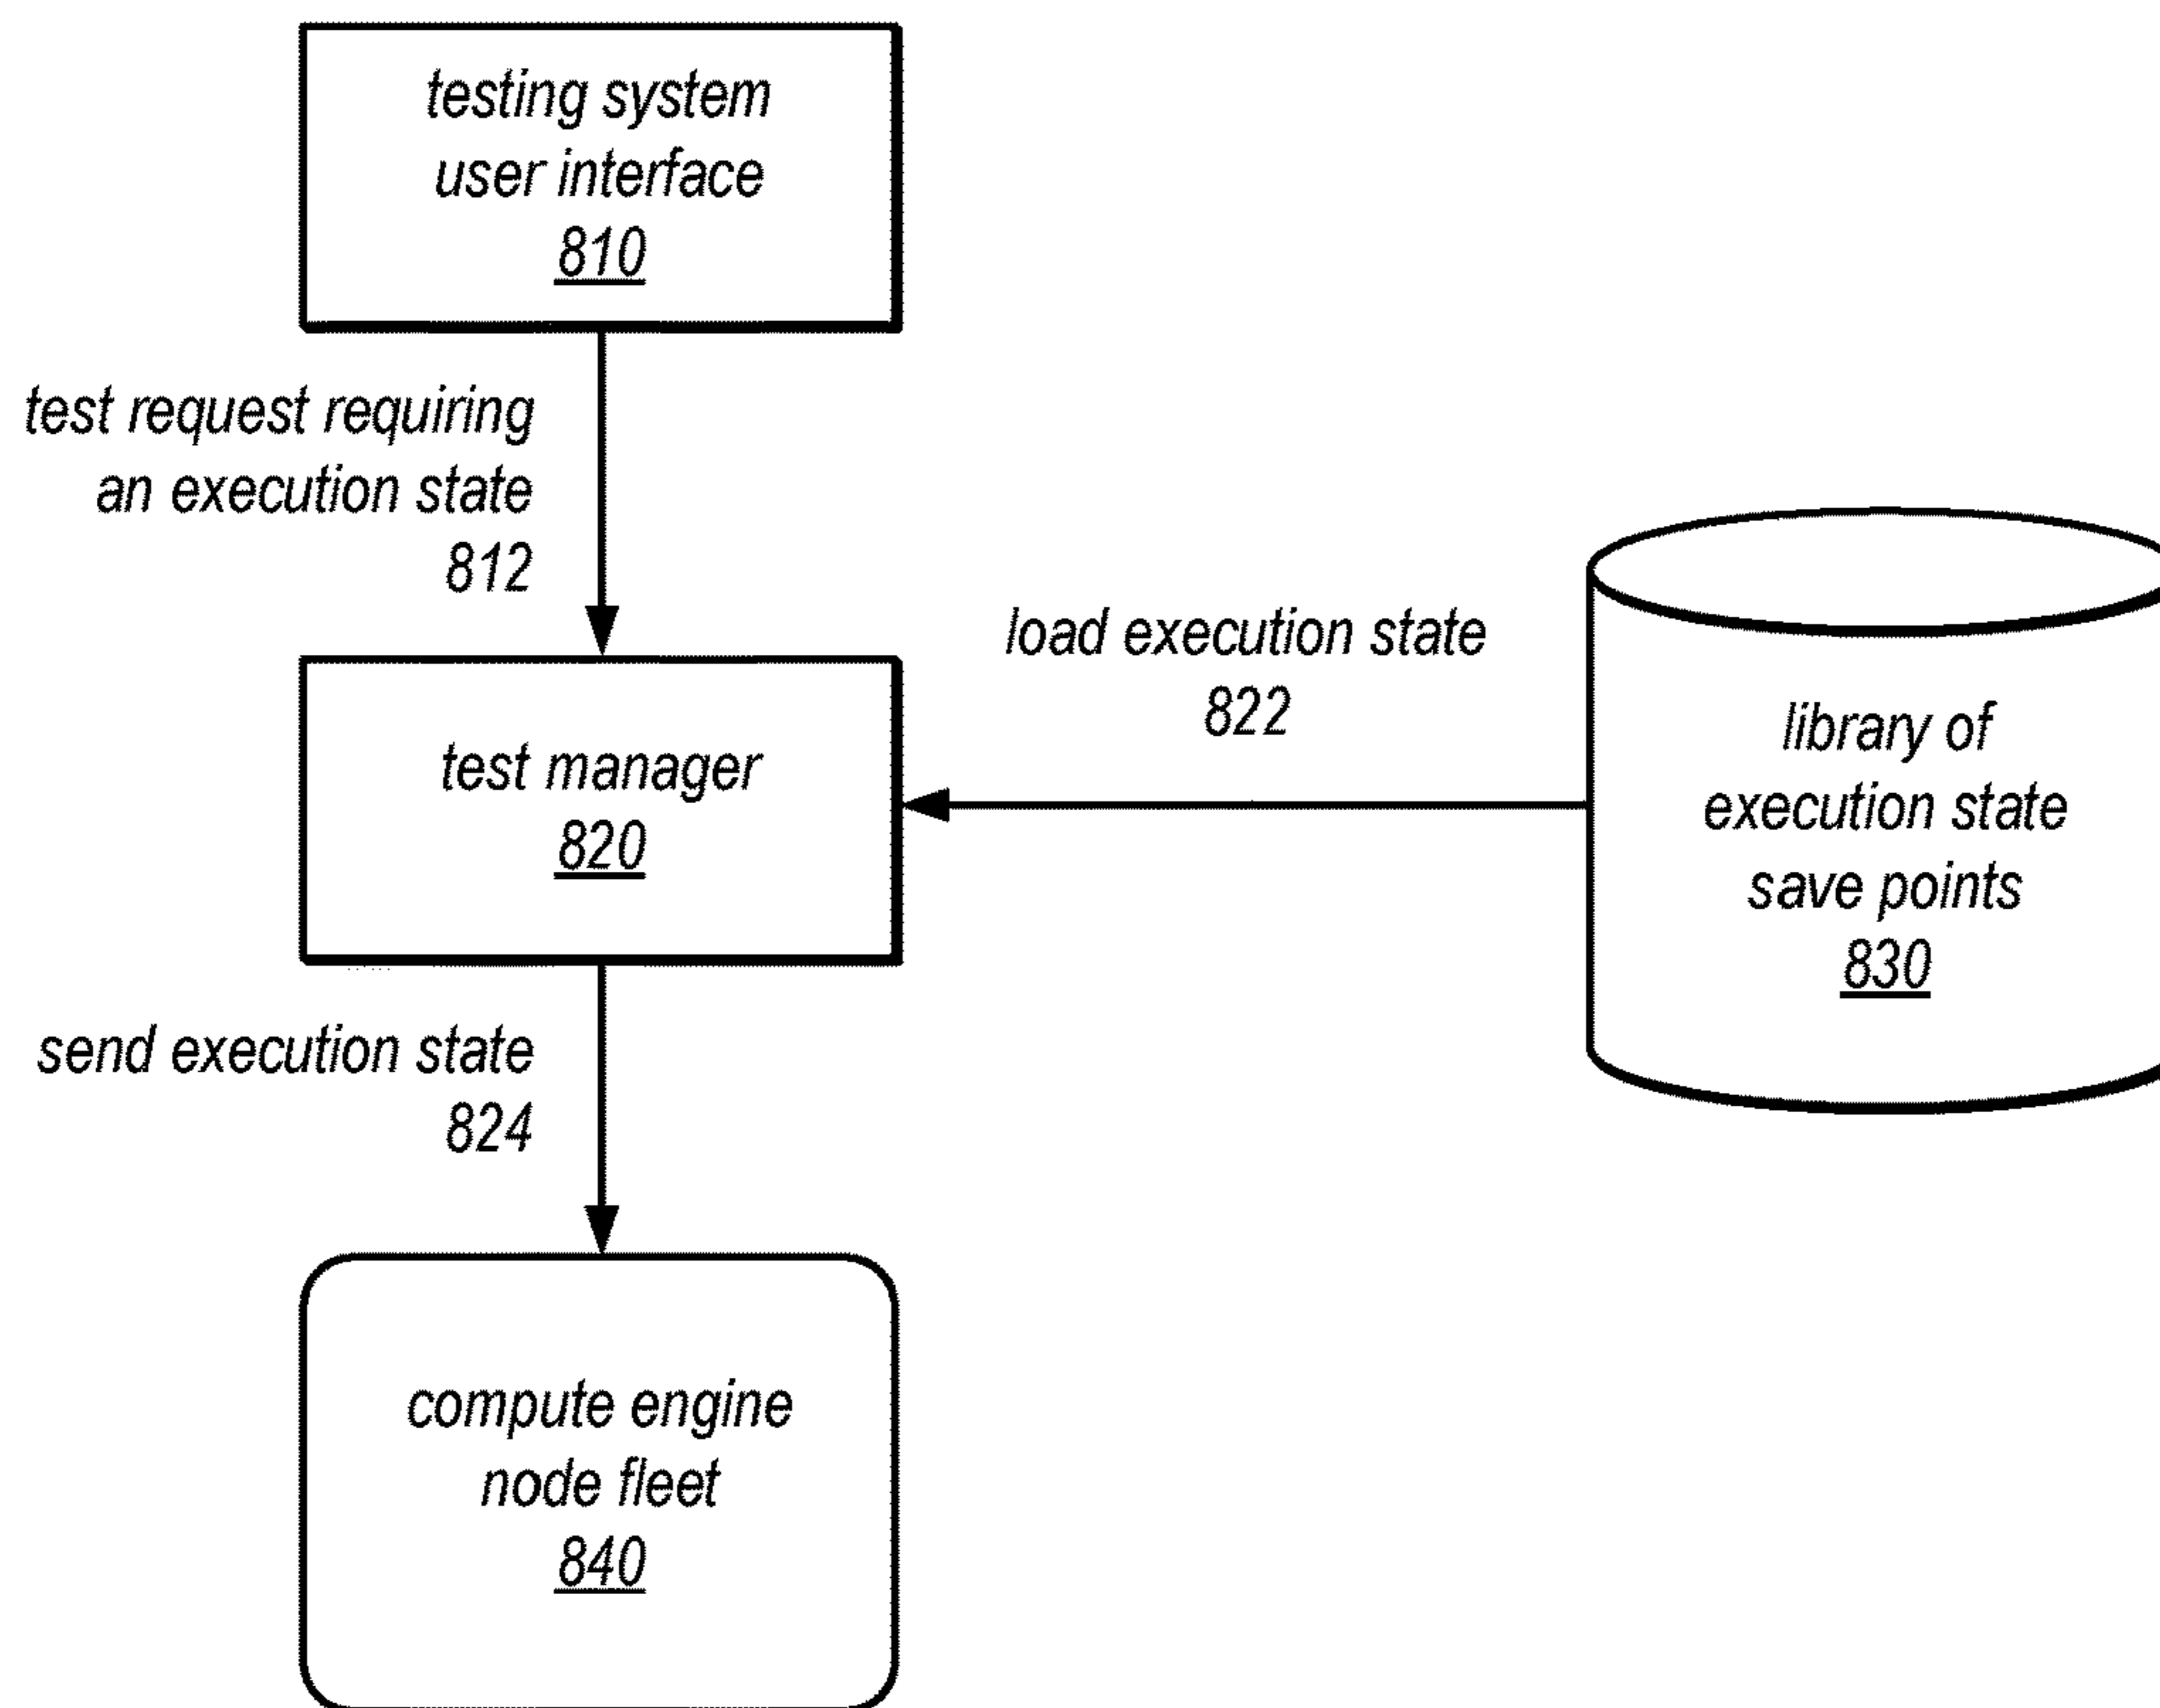 testing system
user interface
810
test request requiring
an execution state
812
load execution state
822
test manager
820
library of
execution state
save points
830
send execution state
824
compute engine
node fleet
840